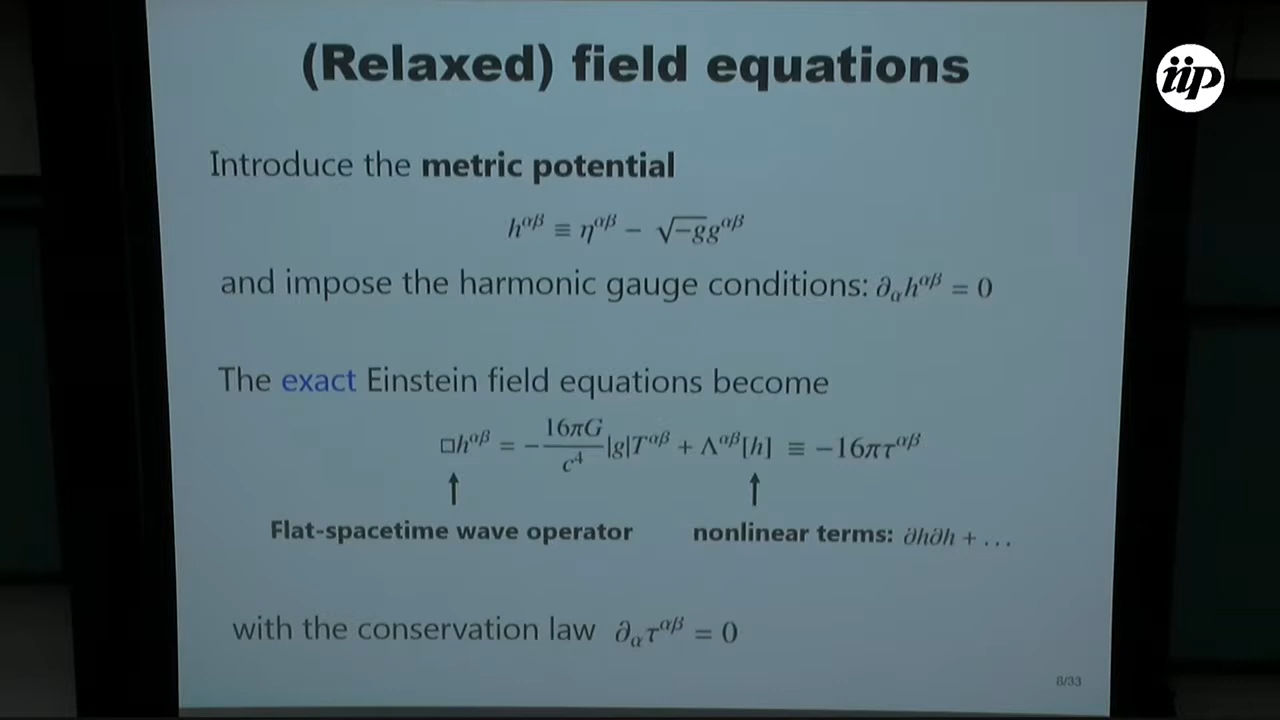 (Relaxed) field equations
iip
Introduce the metric potential
h^{αβ} ≡ η^{αβ} − √−g g^{αβ}
and impose the harmonic gauge conditions: ∂_α h^{αβ} = 0
The exact Einstein field equations become
□h^{αβ} = −16πG/c⁴ |g|T^{αβ} + Λ^{αβ}[h] ≡ −16πτ^{αβ}
Flat-spacetime wave operator nonlinear terms: ∂h∂h + ...
with the conservation law ∂_α τ^{αβ} = 0
8/33